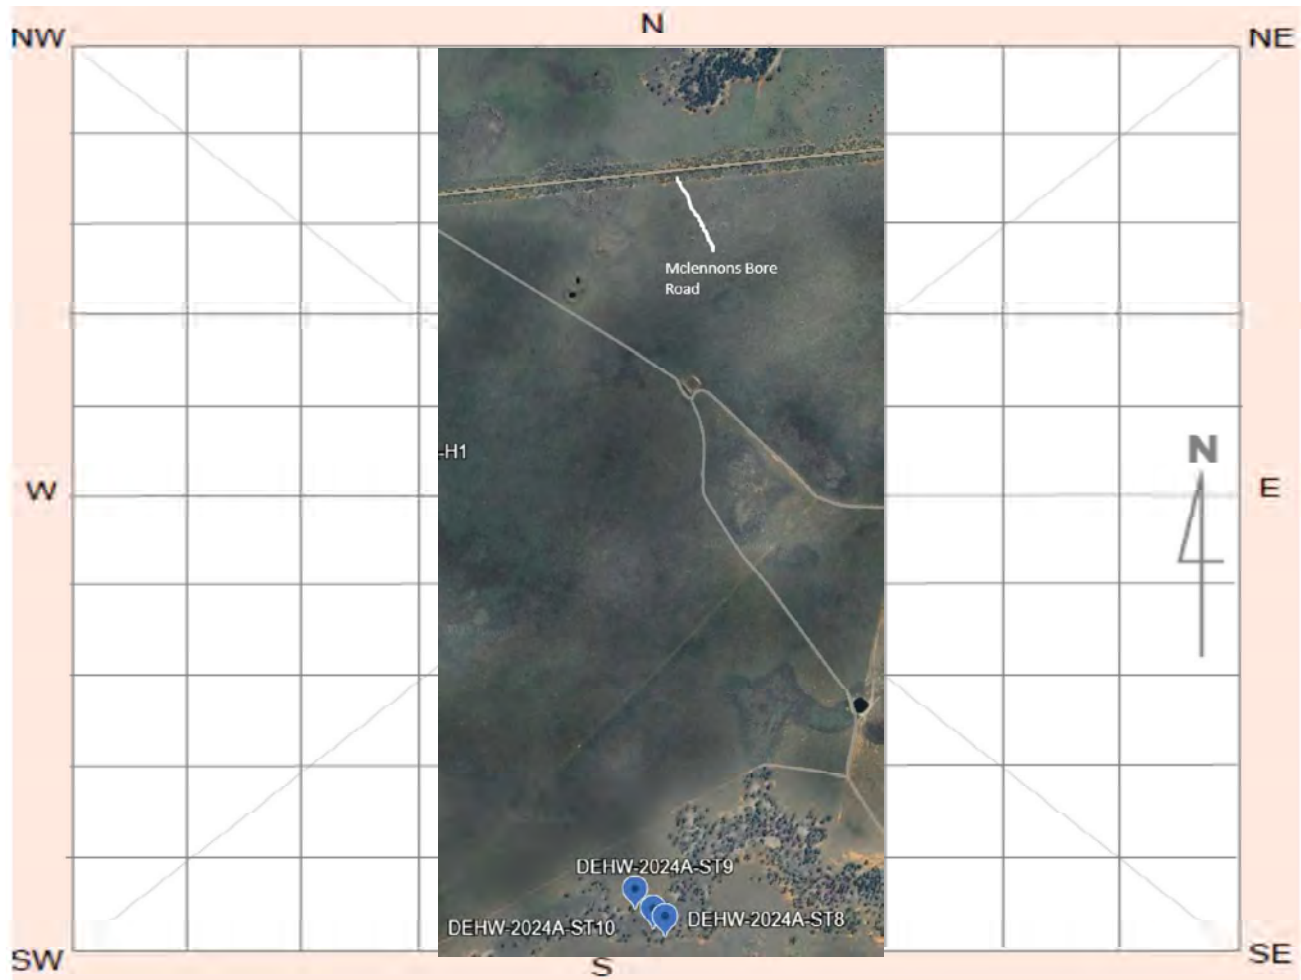 N
NW
NE
Mclennons Bore
Road
-H1
N
W
E
DEHW-2024A-ST9
DEHW-2024A-ST8
DEHW-2024A-ST10
SW
S
SE